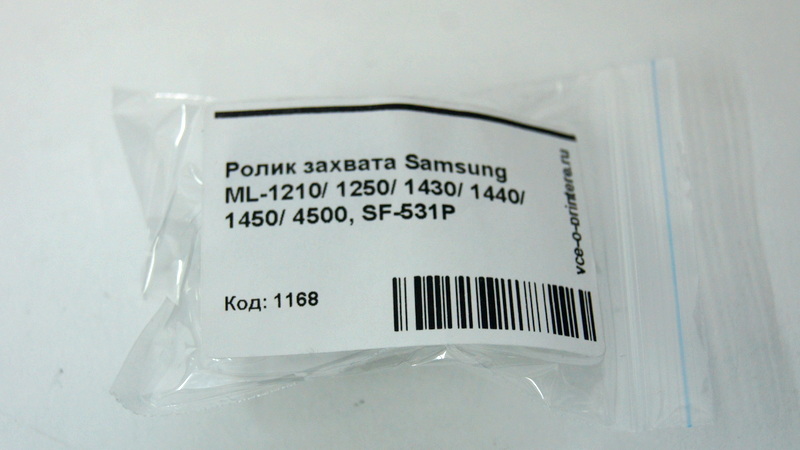 Ролик захвата Samsung
ML-1210/ 1250/ 1430/ 1440/
1450/ 4500, SF-531P
Код: 1168
vce-o-printere.ru